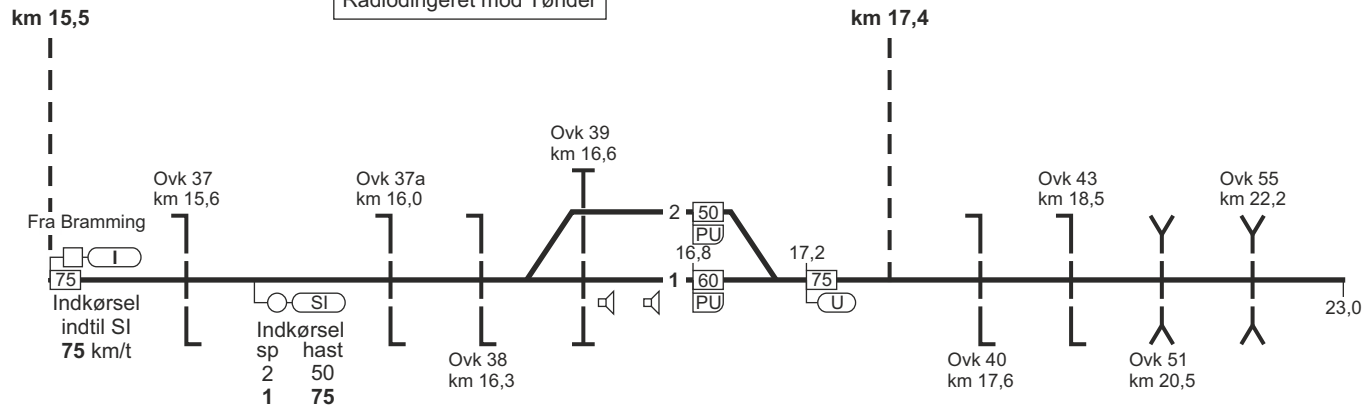 Radiodirigeret mod Tønder
km 15,5
km 17,4
Ovk 39
km 16,6
Ovk 37
km 15,6
Ovk 37a
km 16,0
Ovk 43
km 18,5
Ovk 55
km 22,2
Fra Bramming
I
2 50
PU
16,8
17,2
75
SI
1 60
PU
75
U
23,0
Indkørsel
indtil SI
75 km/t
Indkørsel
sp hast
2 50
1 75
Ovk 38
km 16,3
Ovk 40
km 17,6
Ovk 51
km 20,5